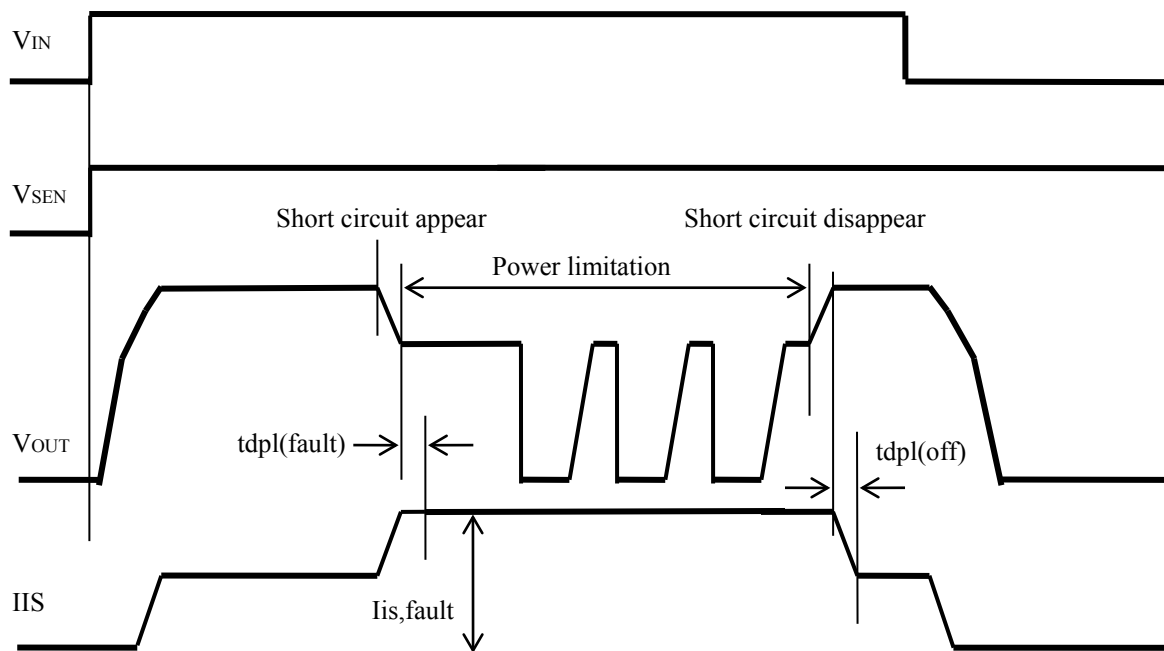 VIN
VSEN
Short circuit appear
Short circuit disappear
Power limitation
VOUT
tdpl(fault)
tdpl(off)
IIS
Iis,fault